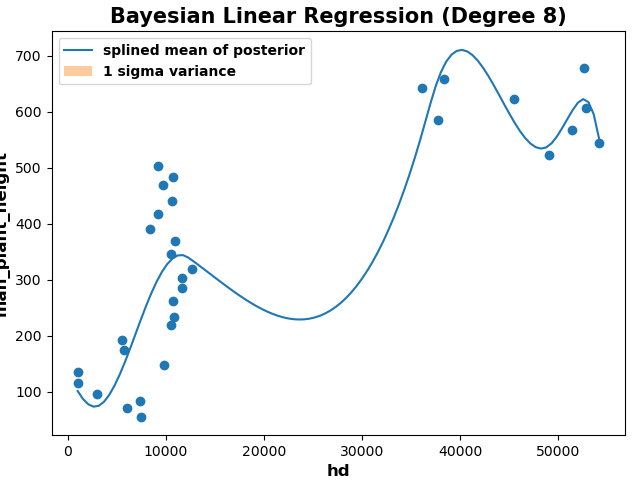 Bayesian Linear Regression (Degree 8)
splined mean of posterior
1 sigma variance
man_plant_height
700
600
500
400
300
200
100
0
10000
20000
30000
40000
50000
hd